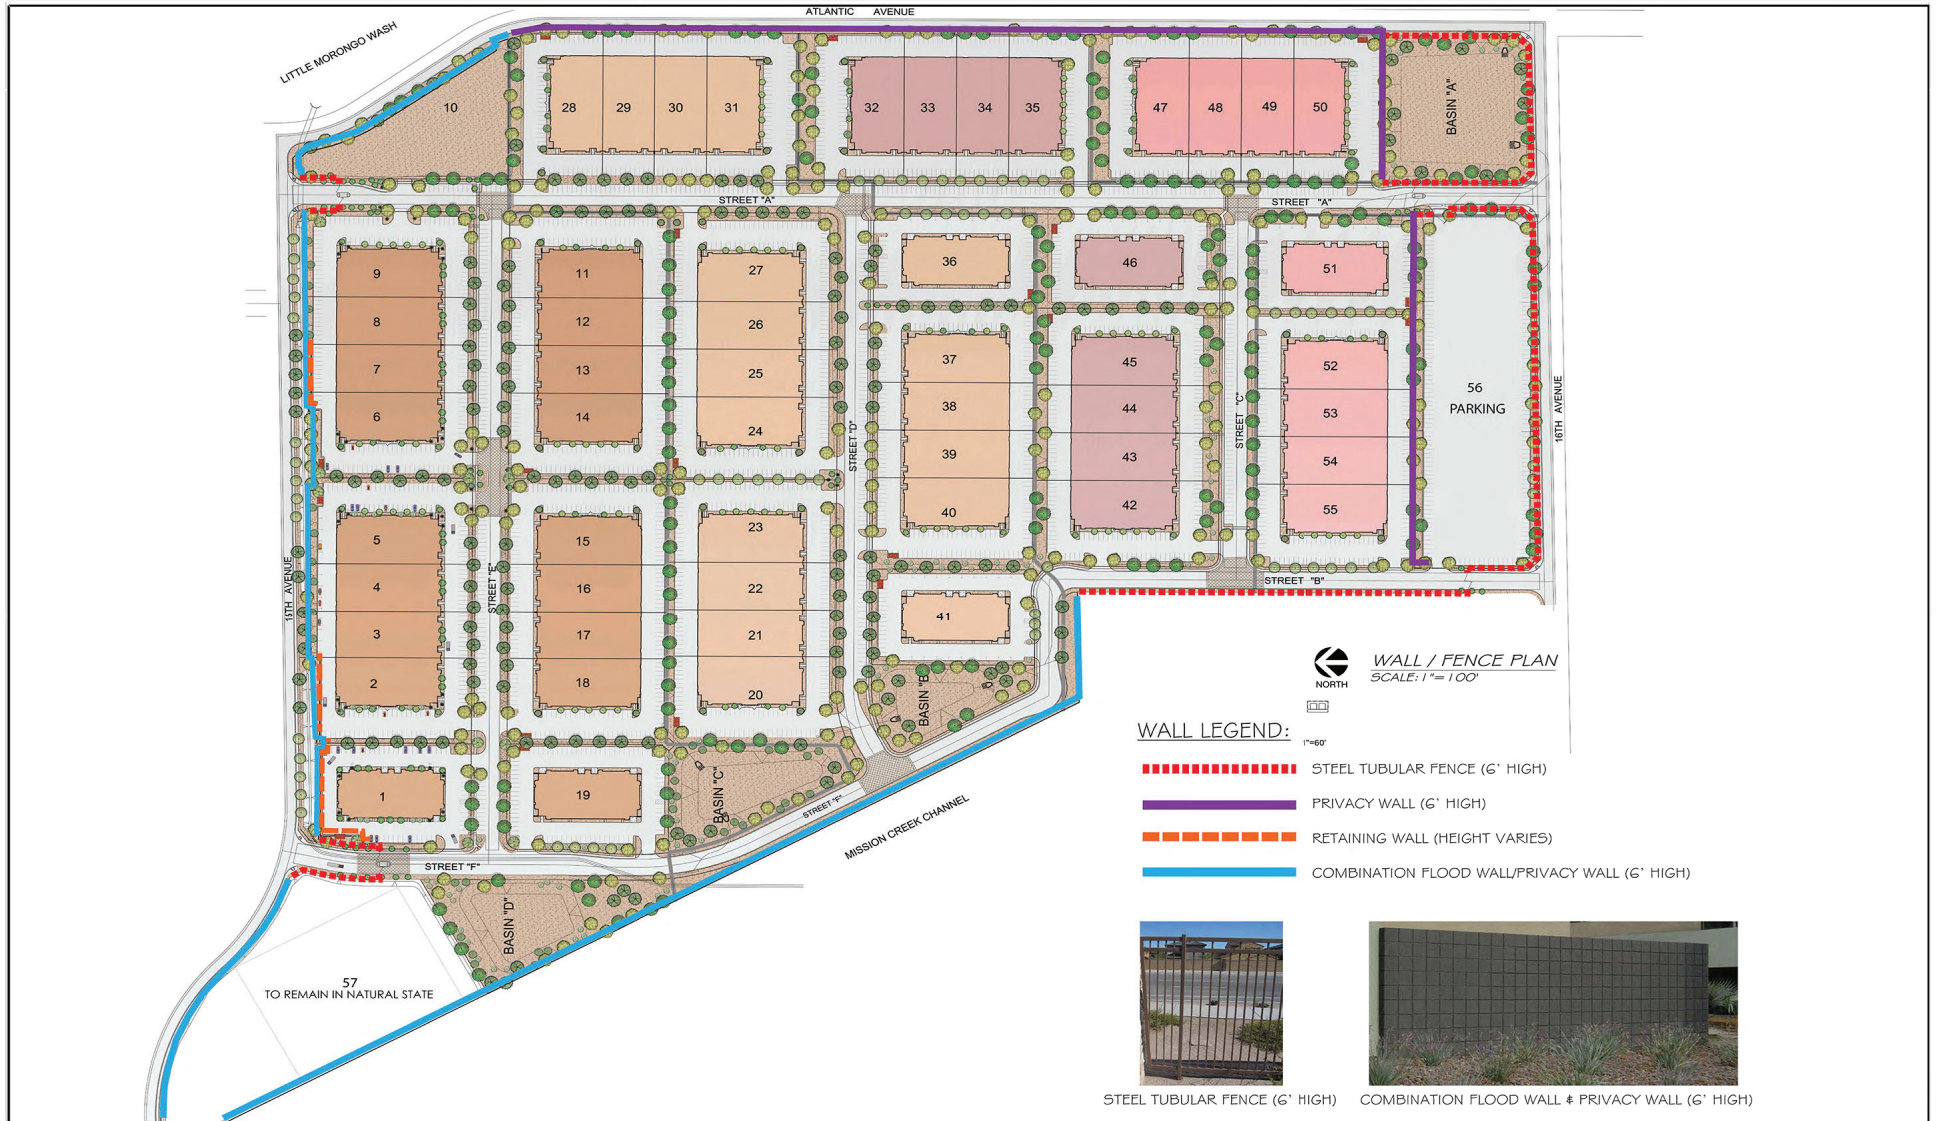 ATLANTIC AVENUE
LITTLE MORONGO WASH
10
28 29 30 31
32 33 34 35
47 48 49 50
BASIN "A"
STREET "A"
STREET "A"
9
8
7
6
11
12
13
14
27
26
25
24
36
46
51
37
38
39
40
45
44
43
42
52
53
54
55
56
PARKING
STREET "D"
STREET "C"
16TH AVENUE
5
4
3
2
15
16
17
18
23
22
21
20
41
15TH AVENUE
STREET "E"
STREET "B"
BASIN "B"
1
19
BASIN "C"
STREET "F"
STREET "F"
MISSION CREEK CHANNEL
BASIN "D"
57
TO REMAIN IN NATURAL STATE
NORTH
WALL / FENCE PLAN
SCALE: 1"= 100'
WALL LEGEND:
1"=60'
STEEL TUBULAR FENCE (6' HIGH)
PRIVACY WALL (6' HIGH)
RETAINING WALL (HEIGHT VARIES)
COMBINATION FLOOD WALL/PRIVACY WALL (6' HIGH)
STEEL TUBULAR FENCE (6' HIGH)
COMBINATION FLOOD WALL & PRIVACY WALL (6' HIGH)